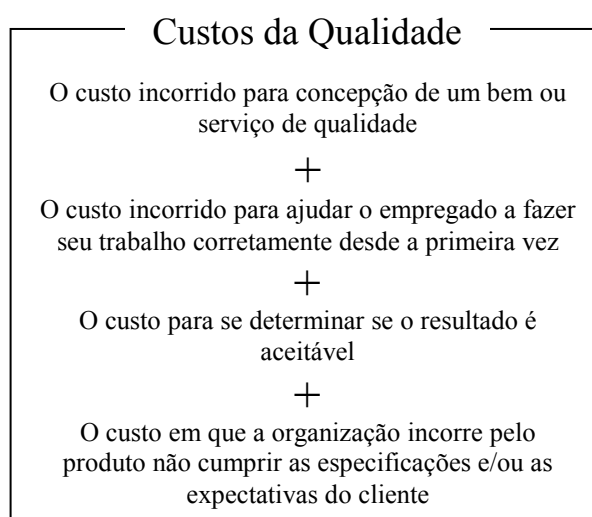 Custos da Qualidade
O custo incorrido para concepção de um bem ou
serviço de qualidade
+
O custo incorrido para ajudar o empregado a fazer
seu trabalho corretamente desde a primeira vez
+
O custo para se determinar se o resultado é
aceitável
+
O custo em que a organização incorre pelo
produto não cumprir as especificações e/ou as
expectativas do cliente